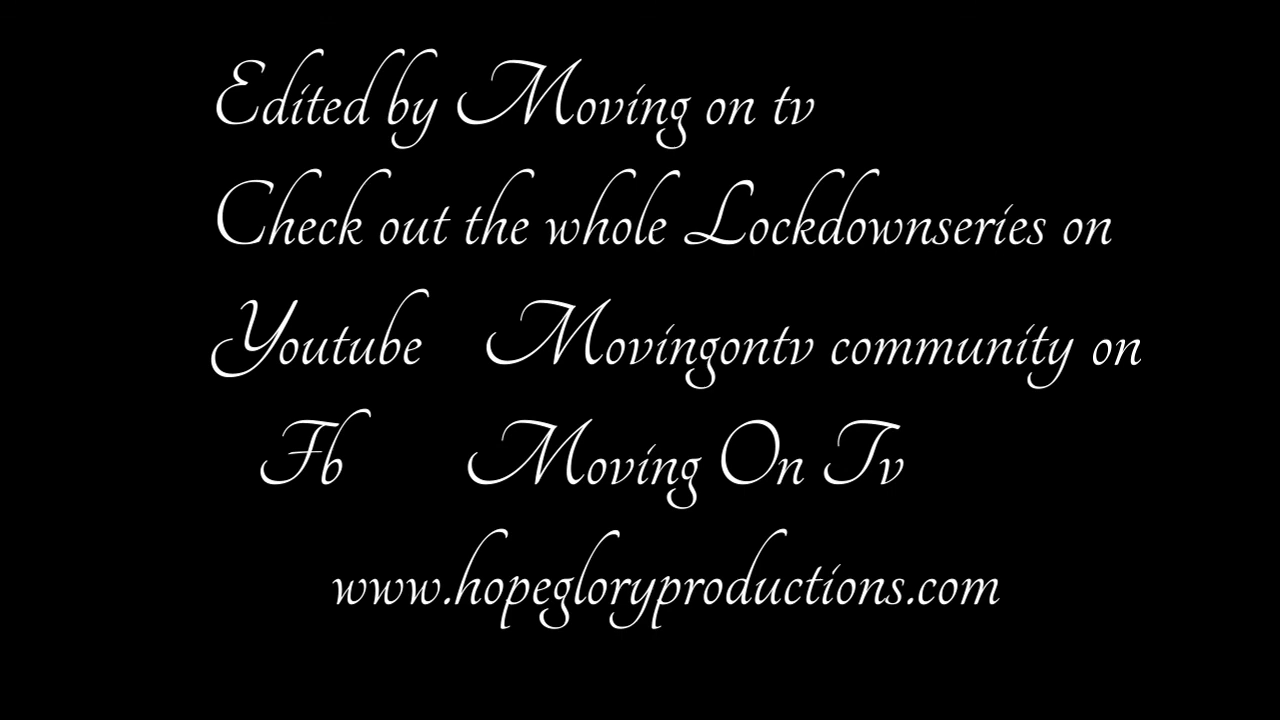 Edited by Moving on tv
Check out the whole Lockdownseries on
Youtube Movingontv community on
Fb Moving On Tv
www.hopegloryproductions.com